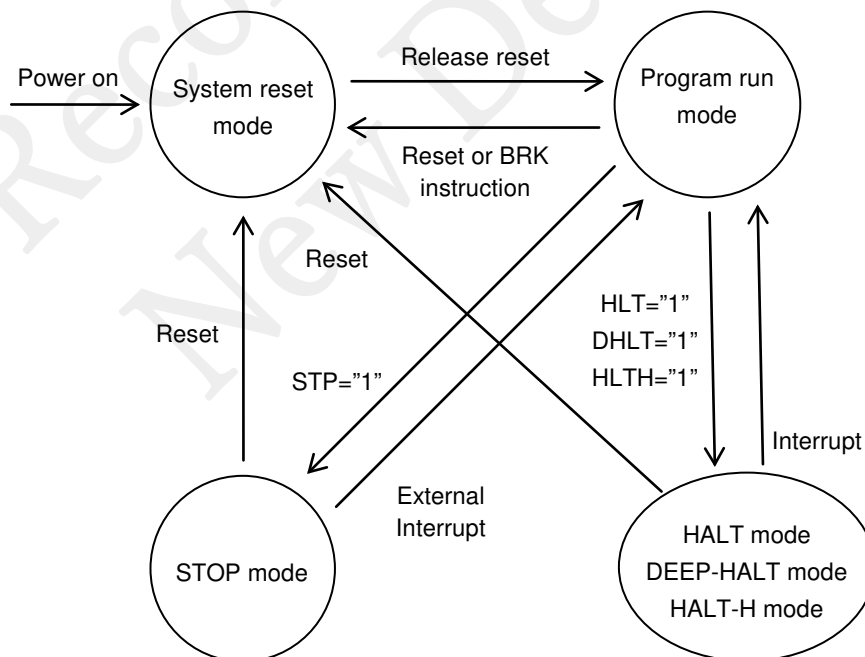 Power on
System reset
mode
Release reset
Program run
mode
Reset or BRK
instruction
Reset
Reset
HLT=”1”
DHLT=”1”
HLTH=”1”
STP=”1”
Interrupt
External
Interrupt
STOP mode
HALT mode
DEEP-HALT mode
HALT-H mode